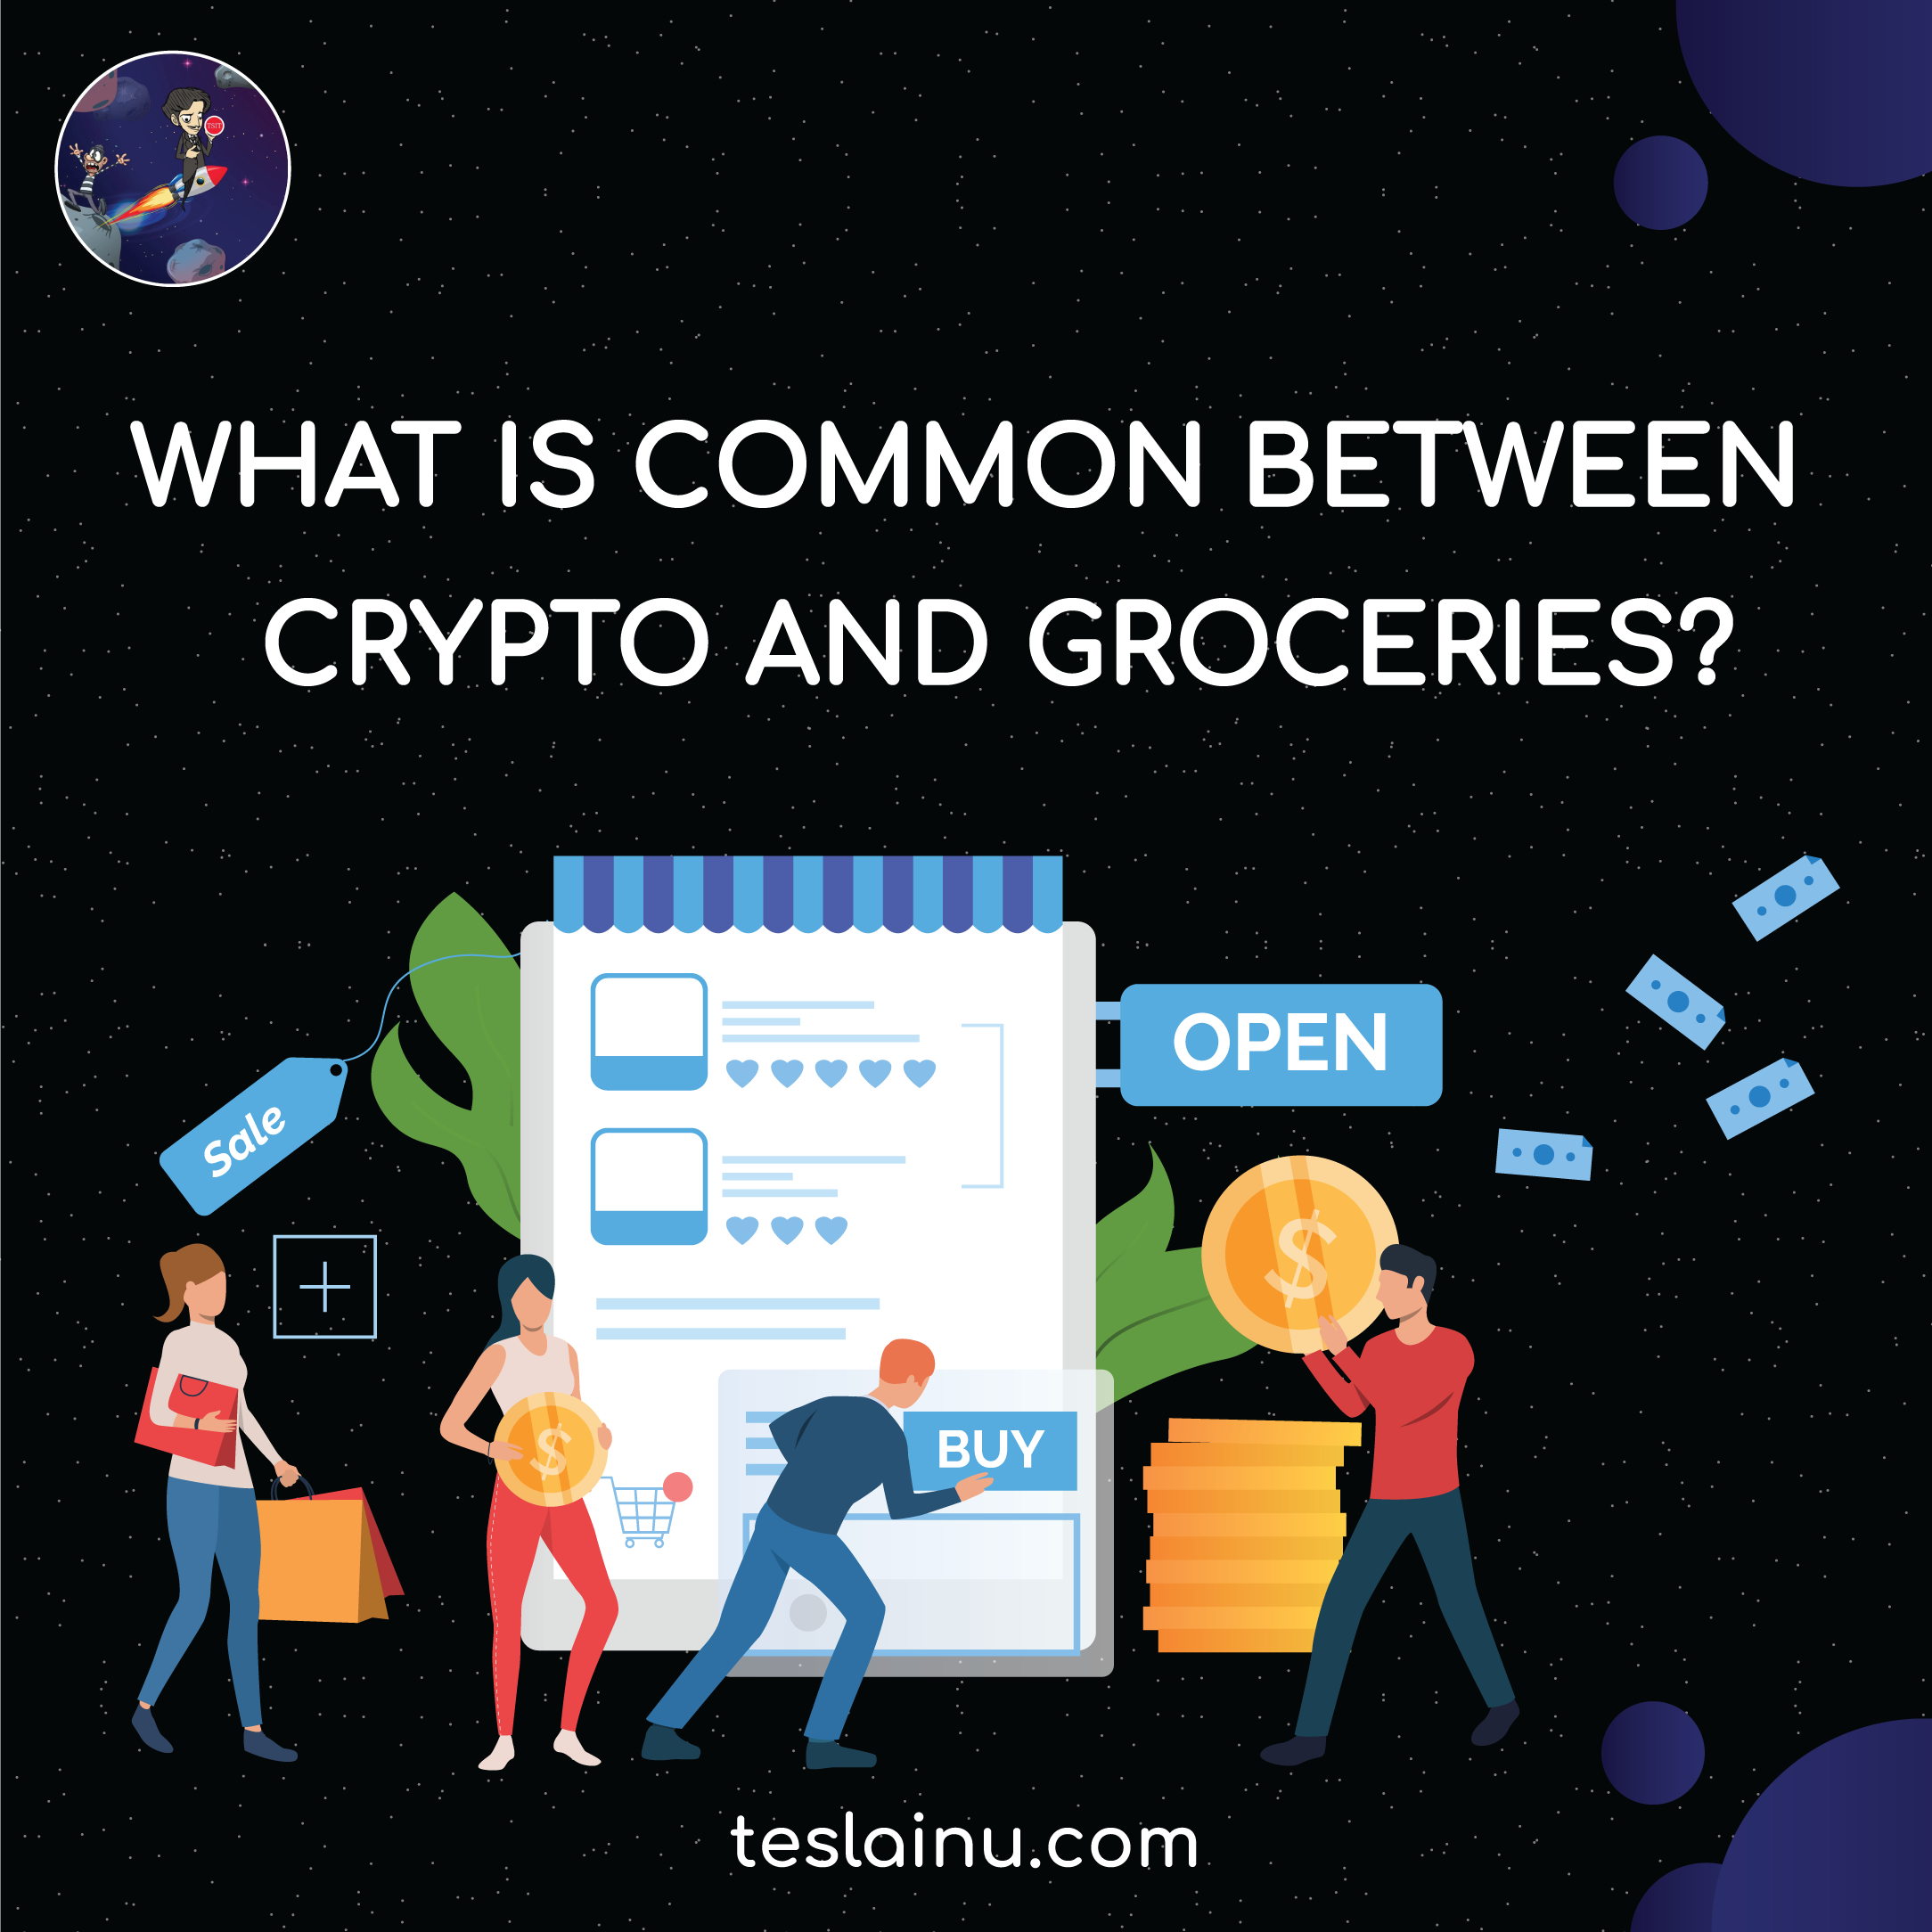 WHAT IS COMMON BETWEEN
CRYPTO AND GROCERIES?
OPEN
Sale
$
$
BUY
teslainu.com